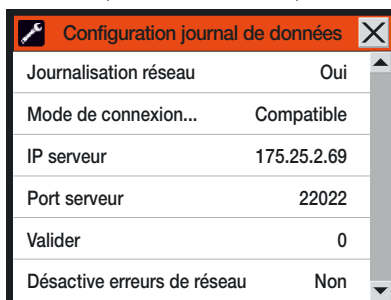 Configuration journal de données
Journalisation réseau Oui
Mode de connexion... Compatible
IP serveur 175.25.2.69
Port serveur 22022
Valider 0
Désactive erreurs de réseau Non